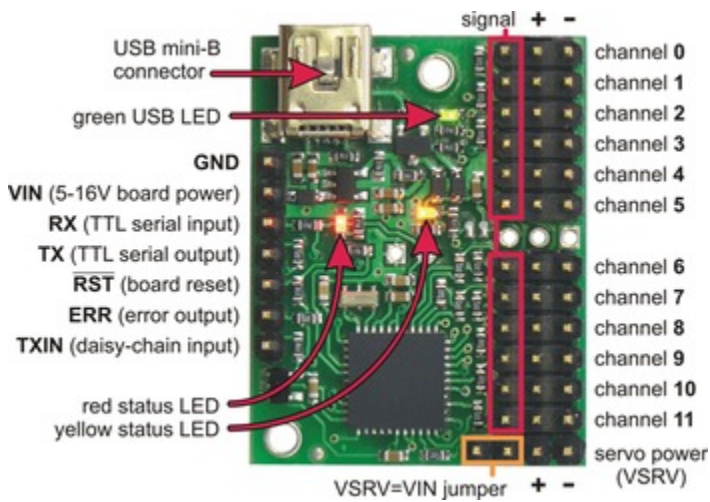 signal + −
USB mini-B
connector
green USB LED
GND
VIN (5-16V board power)
RX (TTL serial input)
TX (TTL serial output)
RST (board reset)
ERR (error output)
TXIN (daisy-chain input)
red status LED
yellow status LED
channel 0
channel 1
channel 2
channel 3
channel 4
channel 5
channel 6
channel 7
channel 8
channel 9
channel 10
channel 11
servo power
(VSRV)
VSRV=VIN jumper + −